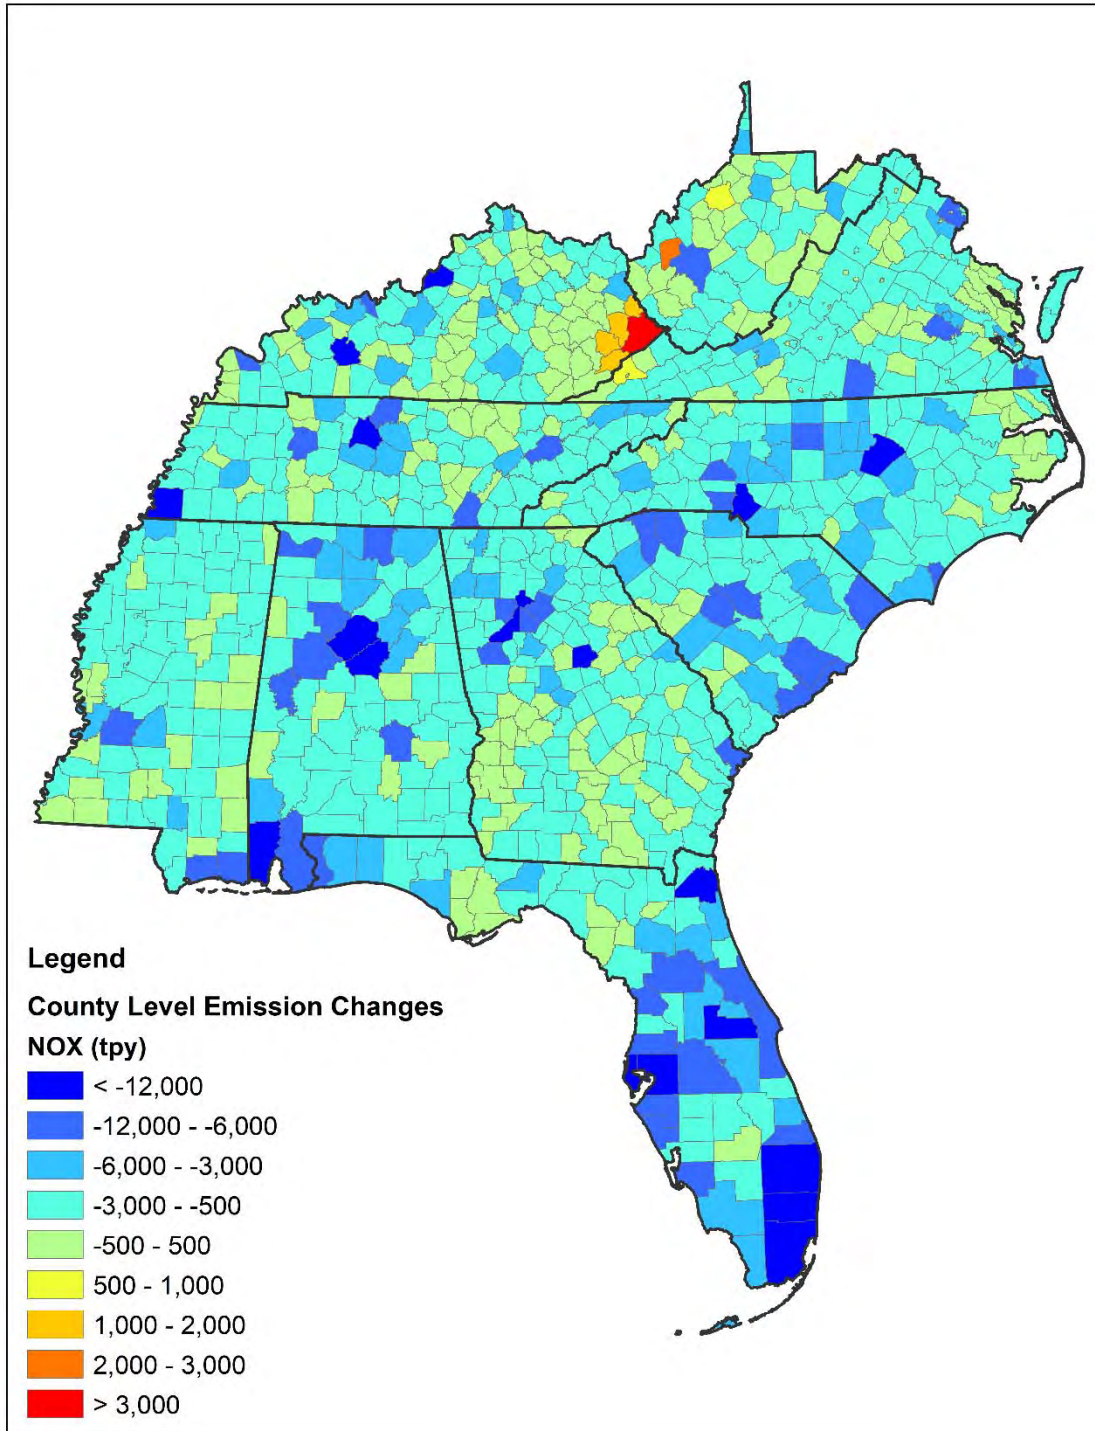 Legend
County Level Emission Changes
NOX (tpy)
< -12,000
-12,000 - -6,000
-6,000 - -3,000
-3,000 - -500
-500 - 500
500 - 1,000
1,000 - 2,000
2,000 - 3,000
> 3,000